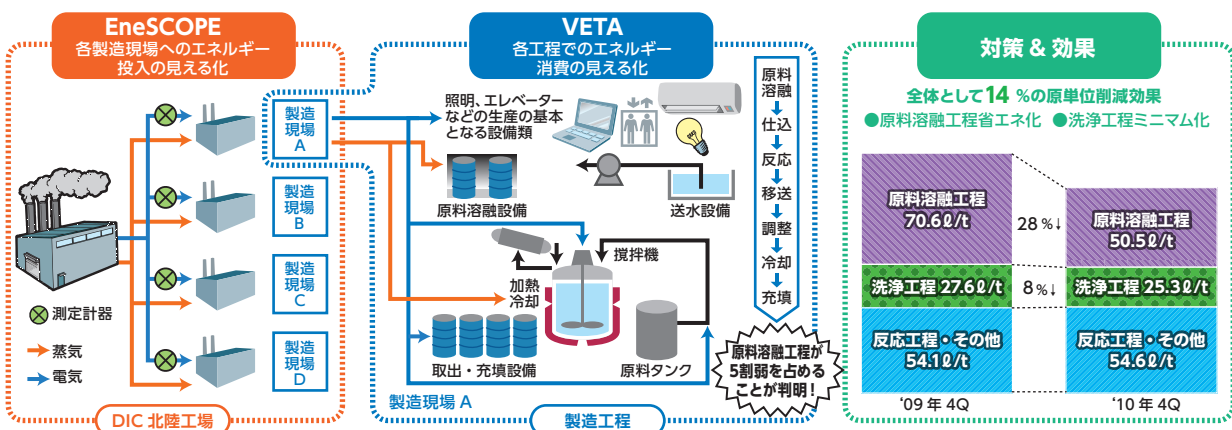 EneSCOPE
各製造現場へのエネルギー
投入の見える化
製造
現場
A
製造
現場
B
製造
現場
C
製造
現場
D
測定計器
蒸気
電気
DIC 北陸工場
VETA
各工程でのエネルギー
消費の見える化
照明、エレベーター
などの生産の基本
となる設備類
原料溶融設備
送水設備
撹拌機
加熱
冷却
取出・充填設備
原料タンク
製造現場 A
製造工程
原料
溶融
仕込
反応
移送
調整
冷却
充填
原料溶融工程が
5割弱を占める
ことが判明!
対策 & 効果
全体として14 %の原単位削減効果
●原料溶融工程省エネ化 ●洗浄工程ミニマム化
原料溶融工程
70.6ℓ/t
28 %↓
原料溶融工程
50.5ℓ/t
洗浄工程 27.6ℓ/t
8 %↓
洗浄工程 25.3ℓ/t
反応工程・その他
54.1ℓ/t
反応工程・その他
54.6ℓ/t
‘09 年 4Q
‘10 年 4Q